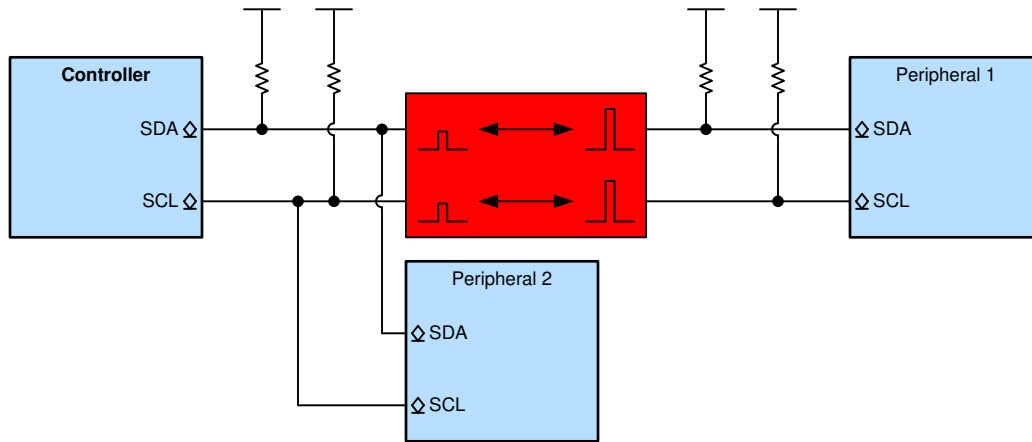 Controller
SDA
SCL
Peripheral 1
SDA
SCL
Peripheral 2
SDA
SCL